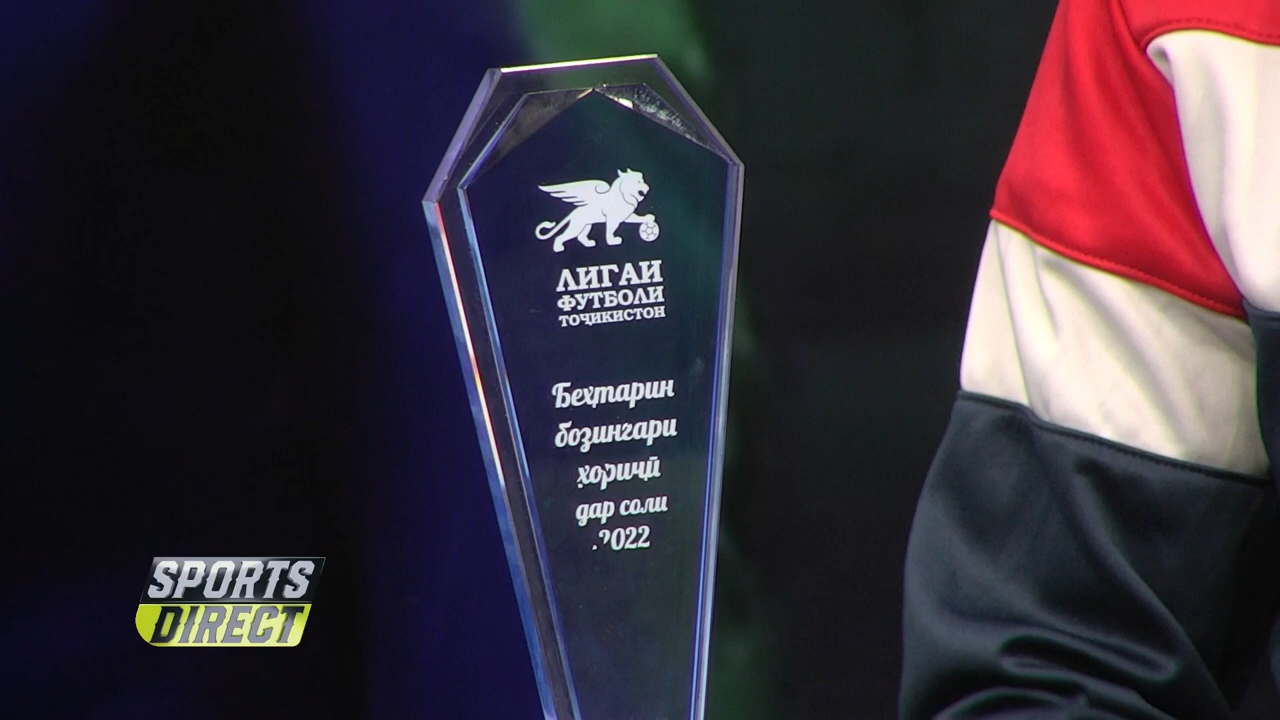 ЛИГАИ
ФУТБОЛИ
ТОҶИКИСТОН
Беҳтарин
бозингари
хориҷӣ
дар соли
2022
SPORTS
DIRECT